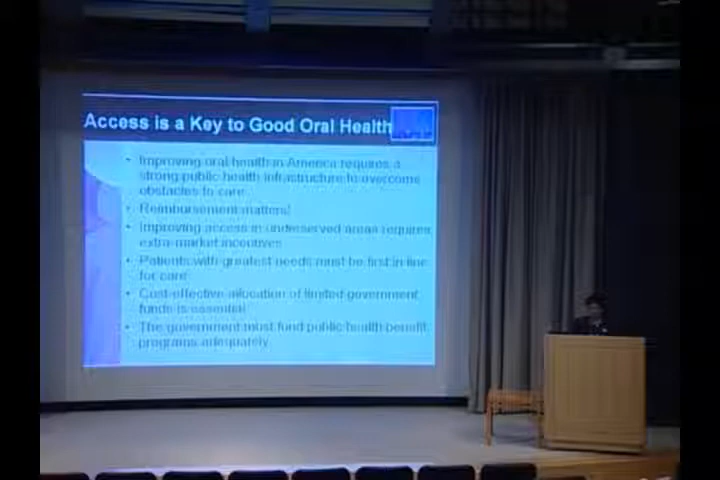 Access is a Key to Good Oral Health
• Improving oral health in America requires a
strong public health infrastructure to overcome
obstacles to care.
• Reimbursement matters!
• Improving access in underserved areas requires
extra-market incentives
• Patients with greatest needs must be first in line
for care
• Cost-effective allocation of limited government
funds is essential
• The government must fund public health benefit
programs adequately